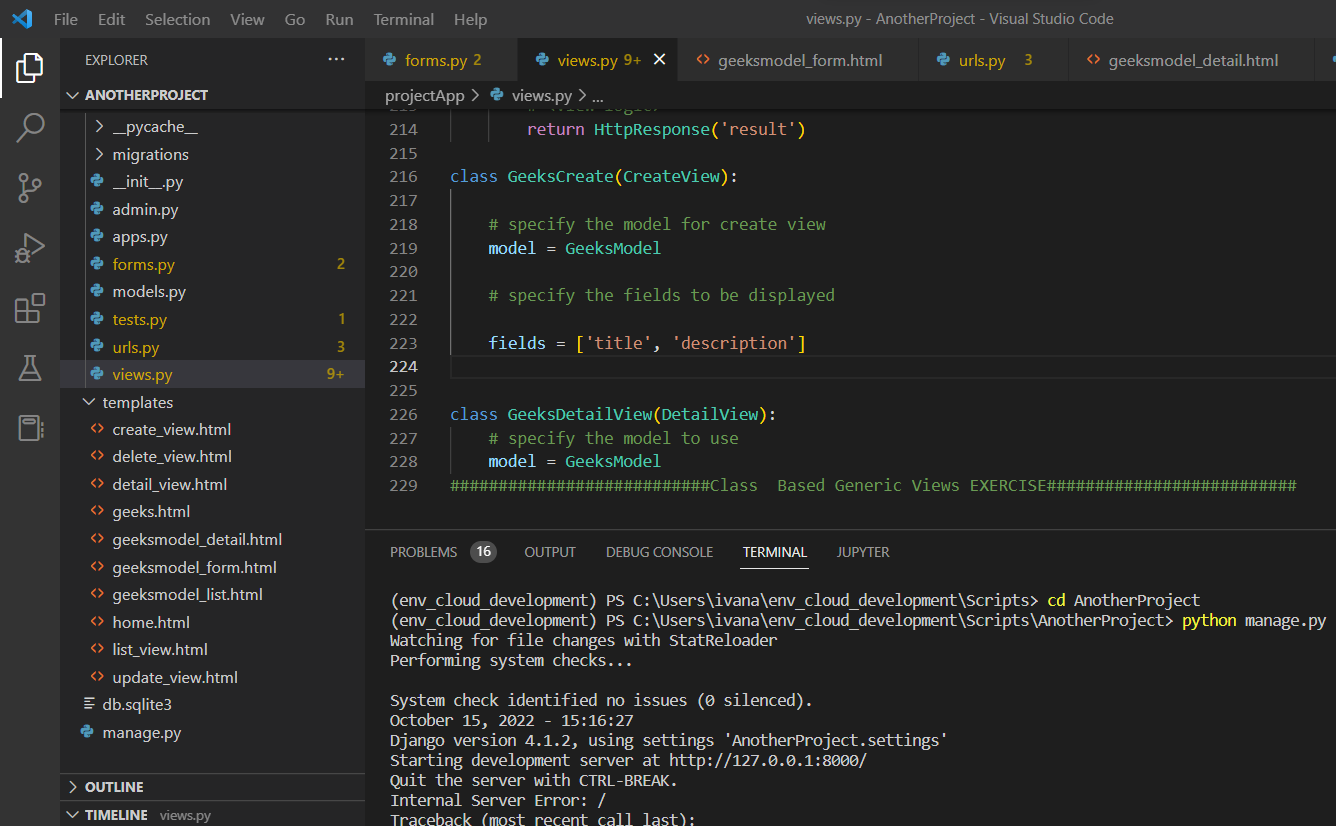 File Edit Selection View Go Run Terminal Help views.py - AnotherProject - Visual Studio Code
EXPLORER ...
ANOTHERPROJECT
__pycache__
migrations
__init__.py
admin.py
apps.py
forms.py 2
models.py
tests.py 1
urls.py 3
views.py 9+
templates
create_view.html
delete_view.html
detail_view.html
geeks.html
geeksmodel_detail.html
geeksmodel_form.html
geeksmodel_list.html
home.html
list_view.html
update_view.html
db.sqlite3
manage.py
OUTLINE
TIMELINE views.py
forms.py 2 views.py 9+ geeksmodel_form.html urls.py 3 geeksmodel_detail.html
projectApp > views.py > ...
214 return HttpResponse('result')
215
216 class GeeksCreate(CreateView):
217
218 # specify the model for create view
219 model = GeeksModel
220
221 # specify the fields to be displayed
222
223 fields = ['title', 'description']
224
225
226 class GeeksDetailView(DetailView):
227 # specify the model to use
228 model = GeeksModel
229 ###########################Class  Based Generic Views EXERCISE##########################
PROBLEMS 16 OUTPUT DEBUG CONSOLE TERMINAL JUPYTER
(env_cloud_development) PS C:\Users\ivana\env_cloud_development\Scripts> cd AnotherProject
(env_cloud_development) PS C:\Users\ivana\env_cloud_development\Scripts\AnotherProject> python manage.py
Watching for file changes with StatReloader
Performing system checks...
System check identified no issues (0 silenced).
October 15, 2022 - 15:16:27
Django version 4.1.2, using settings 'AnotherProject.settings'
Starting development server at http://127.0.0.1:8000/
Quit the server with CTRL-BREAK.
Internal Server Error: /
Traceback (most recent call last):